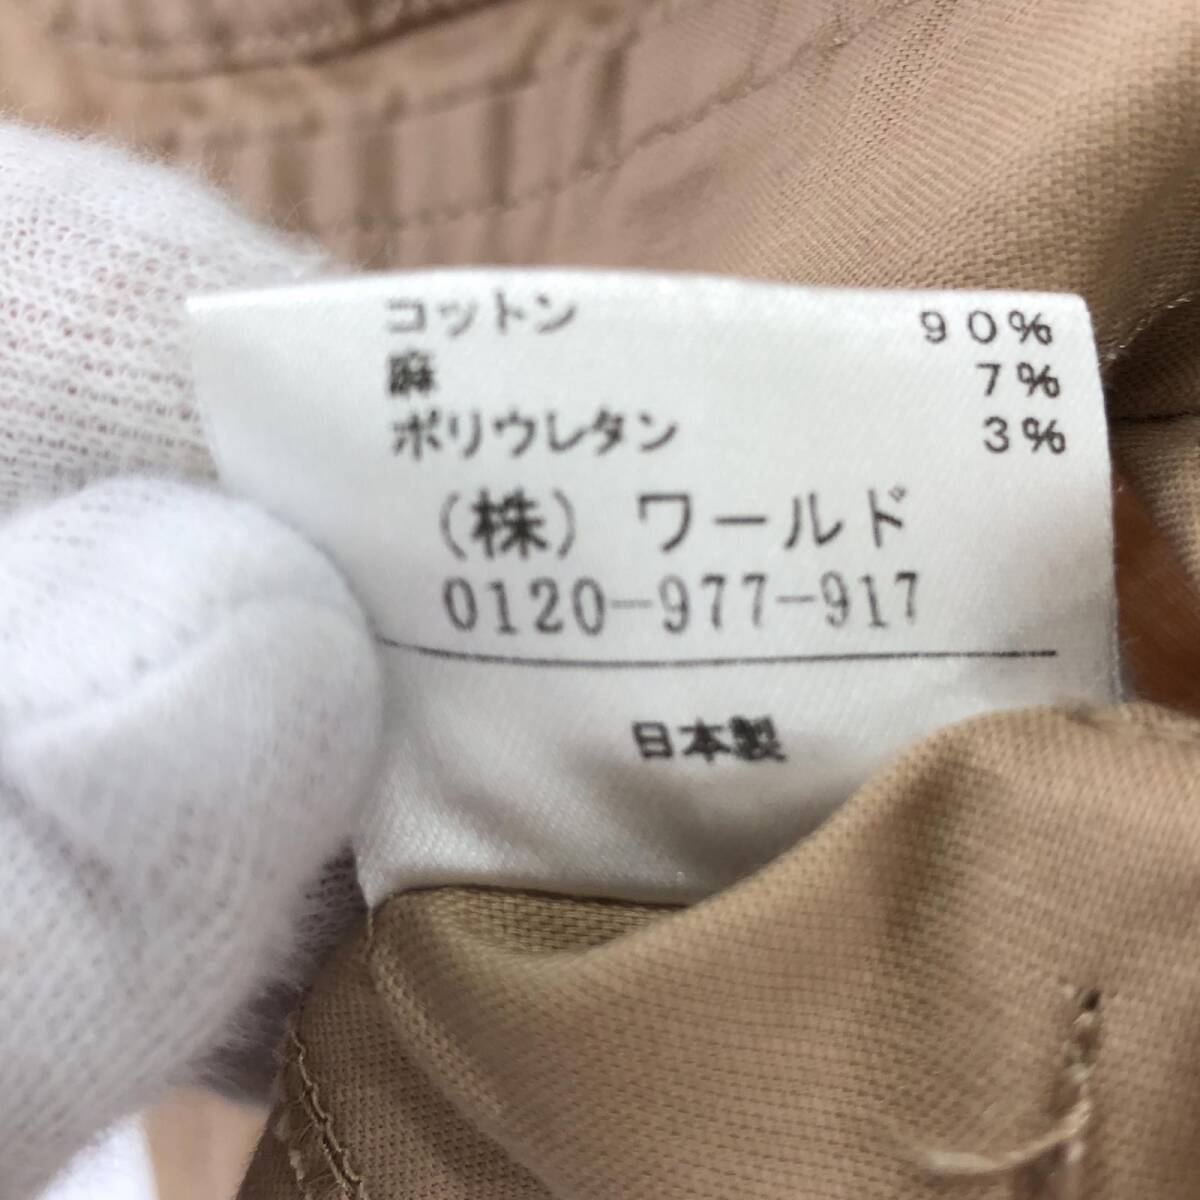 コットン 90%
麻 7%
ポリウレタン 3%
(株) ワールド
0120-977-917
日本製